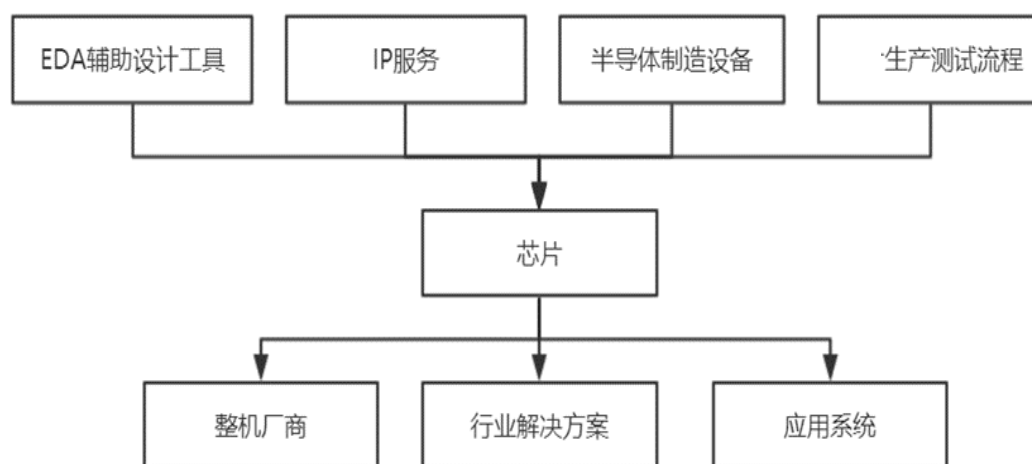 EDA辅助设计工具
IP服务
半导体制造设备
生产测试流程
芯片
整机厂商
行业解决方案
应用系统